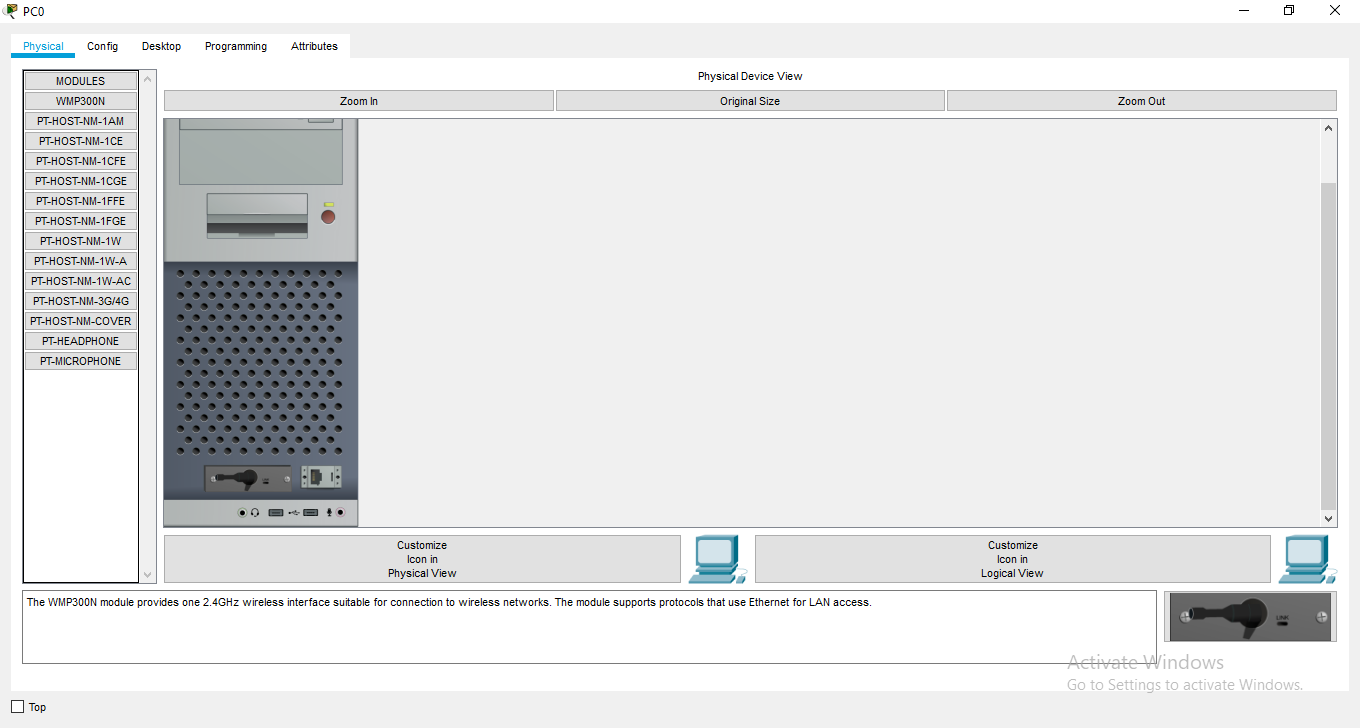 PC0
Physical
Config
Desktop
Programming
Attributes
MODULES
WMP300N
PT-HOST-NM-1AM
PT-HOST-NM-1CE
PT-HOST-NM-1CFE
PT-HOST-NM-1CGE
PT-HOST-NM-1FFE
PT-HOST-NM-1FGE
PT-HOST-NM-1W
PT-HOST-NM-1W-A
PT-HOST-NM-1W-AC
PT-HOST-NM-3G/4G
PT-HOST-NM-COVER
PT-HEADPHONE
PT-MICROPHONE
Physical Device View
Zoom In
Original Size
Zoom Out
Customize
Icon in
Physical View
Customize
Icon in
Logical View
The WMP300N module provides one 2.4GHz wireless interface suitable for connection to wireless networks. The module supports protocols that use Ethernet for LAN access.
LINK
Activate Windows
Go to Settings to activate Windows.
Top